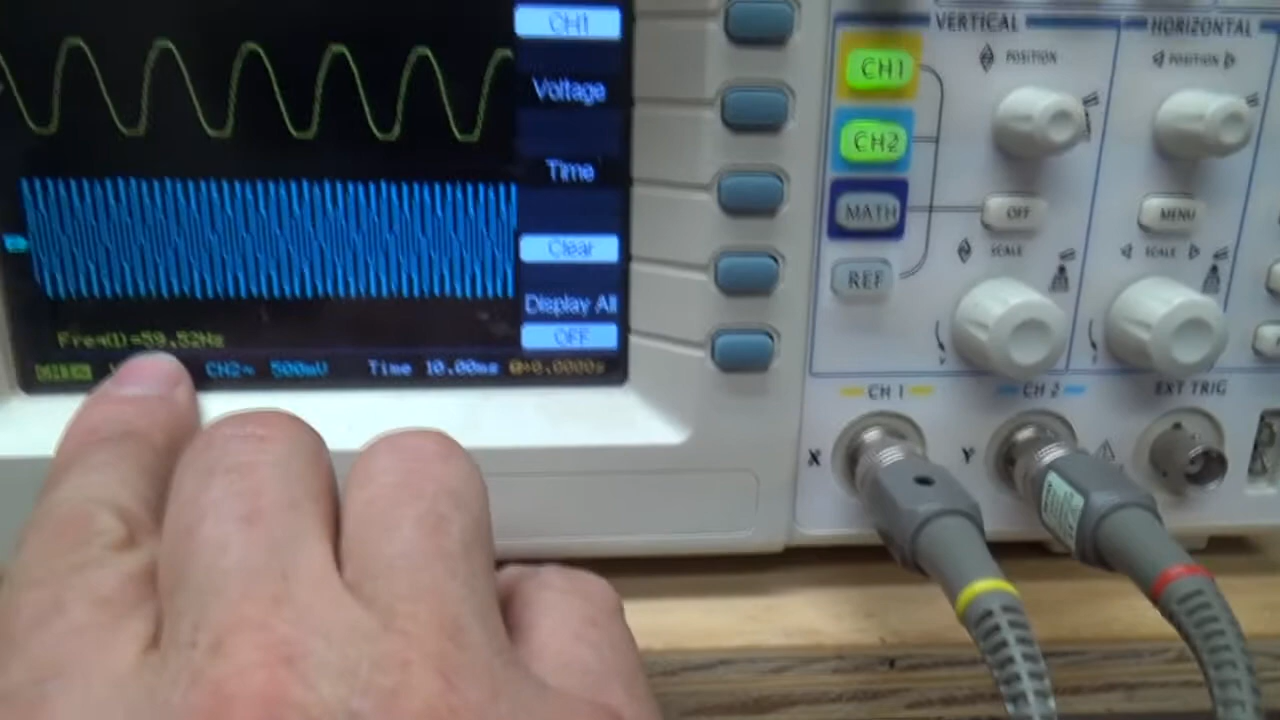 CH1
Voltage
Time
Clear
Display All
OFF
Freq(1)=59.52Hz
CH2~ 500mV Time 10.00ms
VERTICAL
HORIZONTAL
CH1
POSITION
POSITION
CH2
MATH
OFF
MENU
SCALE
SCALE
REF
CH 1
CH 2
EXT TRIG
X
Y